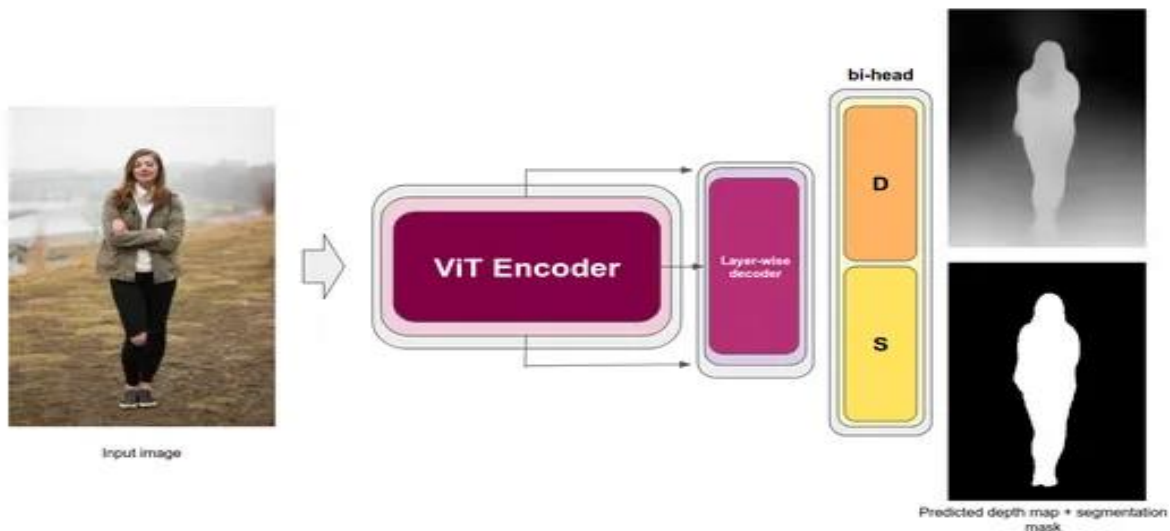 Input image
ViT Encoder
Layer-wise
decoder
bi-head
D
S
Predicted depth map + segmentation
mask